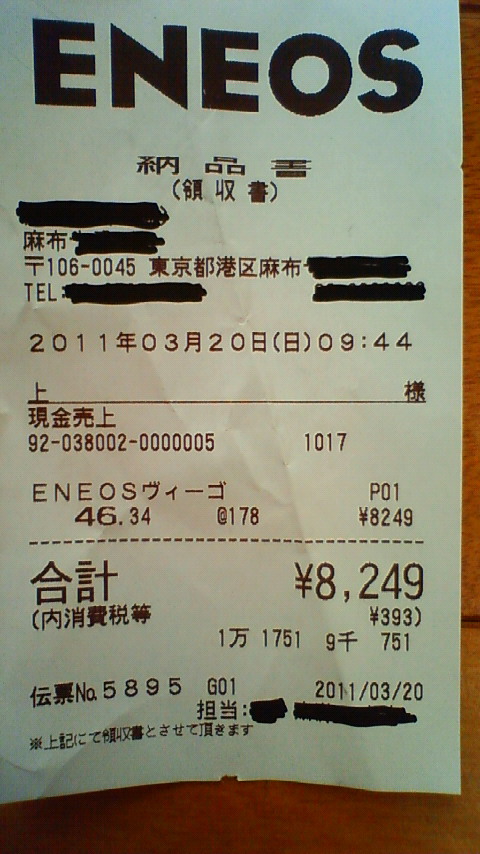 ENEOS
納品書
(領収書)
麻布
〒106-0045 東京都港区麻布
TEL
2011年03月20日(日)09:44
上 様
現金売上
92-038002-0000005 1017
ENEOSヴィーゴ P01
46.34 @178 ¥8249
合計 ¥8,249
(内消費税等 ¥393)
1万 1751 9千 751
伝票No.5895 G01 2011/03/20
担当:
※上記にて領収書とさせて頂きます